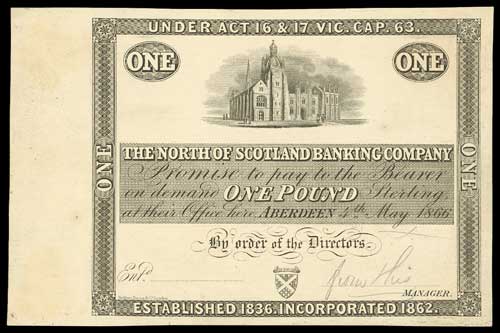 UNDER ACT 16 & 17. VIC. CAP. 63.
ONE ONE
ONE ONE
THE NORTH OF SCOTLAND BANKING COMPANY
Promise to pay to the Bearer
on demand ONE POUND Sterling
at their Office here, ABERDEEN 4th May 1866
By order of the Directors.
Entd.
MANAGER.
ESTABLISHED 1836. INCORPORATED 1862.